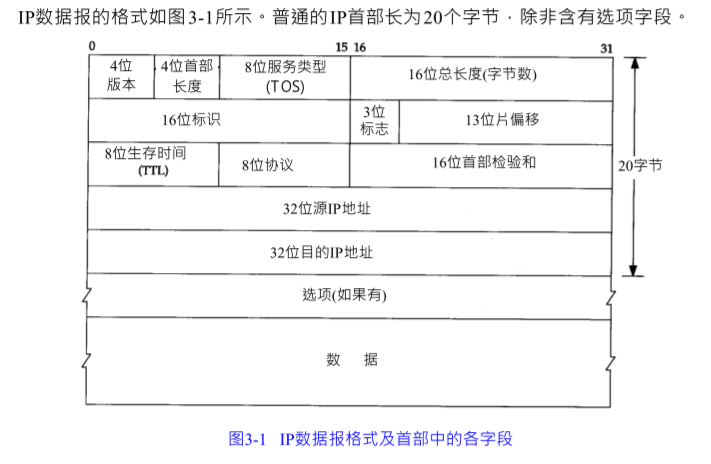 IP数据报的格式如图3-1所示。普通的IP首部长为20个字节，除非含有选项字段。
0 15 16 31
4位
版本
4位首部
长度
8位服务类型
(TOS)
16位总长度(字节数)
16位标识
3位
标志
13位片偏移
8位生存时间
(TTL)
8位协议
16位首部检验和
20字节
32位源IP地址
32位目的IP地址
选项(如果有)
数 据
图3-1 IP数据报格式及首部中的各字段